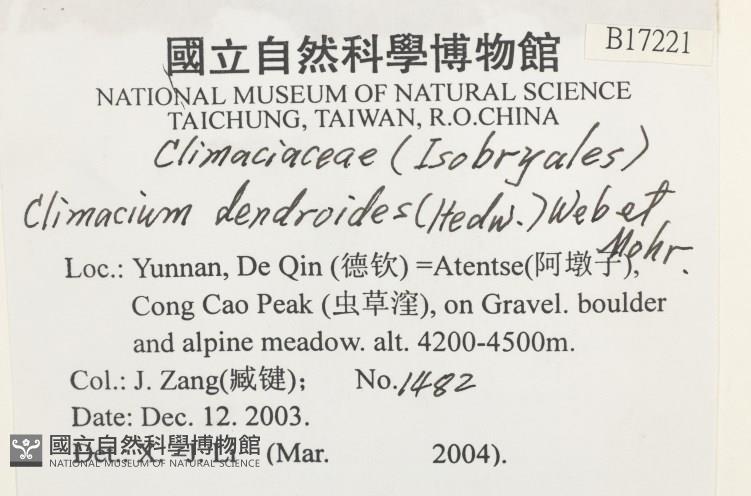 B17221
國立自然科學博物館
NATIONAL MUSEUM OF NATURAL SCIENCE
TAICHUNG, TAIWAN, R.O.CHINA
Climaciaceae (Isobryales)
Climacium dendroides (Hedw.) Web et Mohr.
Loc.: Yunnan, De Qin (德钦) =Atentse(阿墩子),
Cong Cao Peak (虫草漥), on Gravel. boulder
and alpine meadow. alt. 4200-4500m.
Col.: J. Zang(臧键); No. 1482
Date: Dec. 12. 2003.
Det.: X. -J. Li (Mar. 2004).
國立自然科學博物館
NATIONAL MUSEUM OF NATURAL SCIENCE